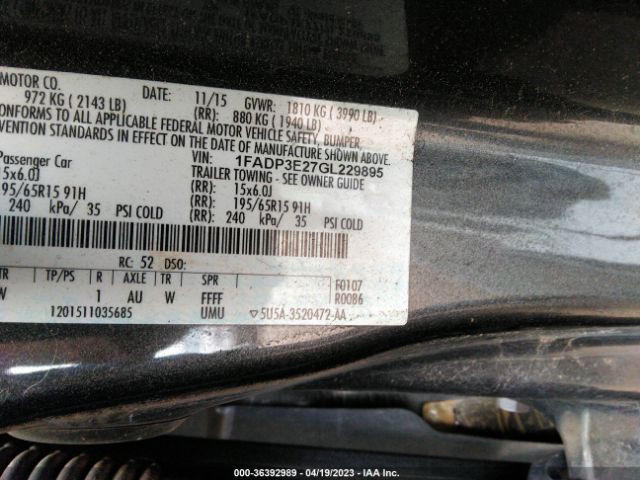 MOTOR CO.
972 KG ( 2143 LB)
DATE: 11/15 GVWR: 1810 KG ( 3990 LB)
(RR): 880 KG ( 1940 LB)
CONFORMS TO ALL APPLICABLE FEDERAL MOTOR VEHICLE SAFETY, BUMPER
VENTION STANDARDS IN EFFECT ON THE DATE OF MANUFACTURE SHOWN ABOVE.
VIN: 1FADP3E27GL229895
Passenger Car TRAILER TOWING - SEE OWNER GUIDE
15x6.0J (RR): 15x6.0J
95/65R15 91H (RR): 195/65R15 91H
240 kPa/ 35 PSI COLD (RR): 240 kPa/ 35 PSI COLD
RC: 52 DSO:
TR TP/PS R AXLE TR SPR F0107
W 1 AU W FFFF R0086
1201511035685 UMU ▽5U5A-3520472-AA
000-36392989 - 04/19/2023 - IAA Inc.